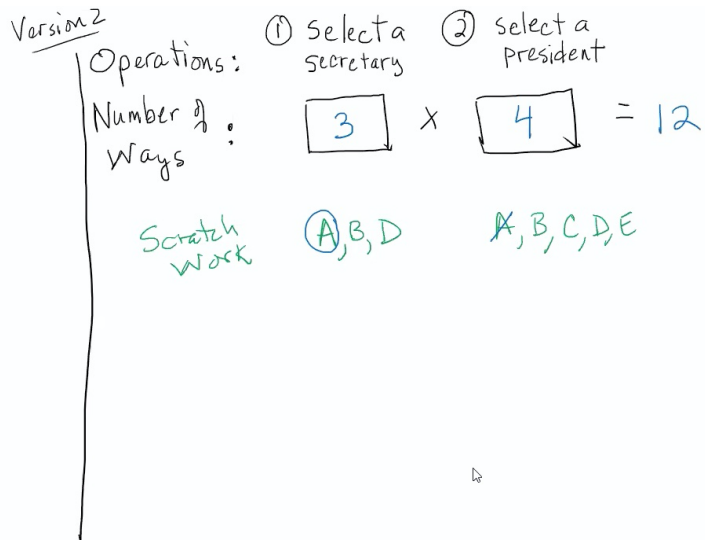 Version 2
① select a ② select a
Operations: secretary president
Number of
Ways : 3 × 4 = 12
Scratch A, B, D A, B, C, D, E
Work